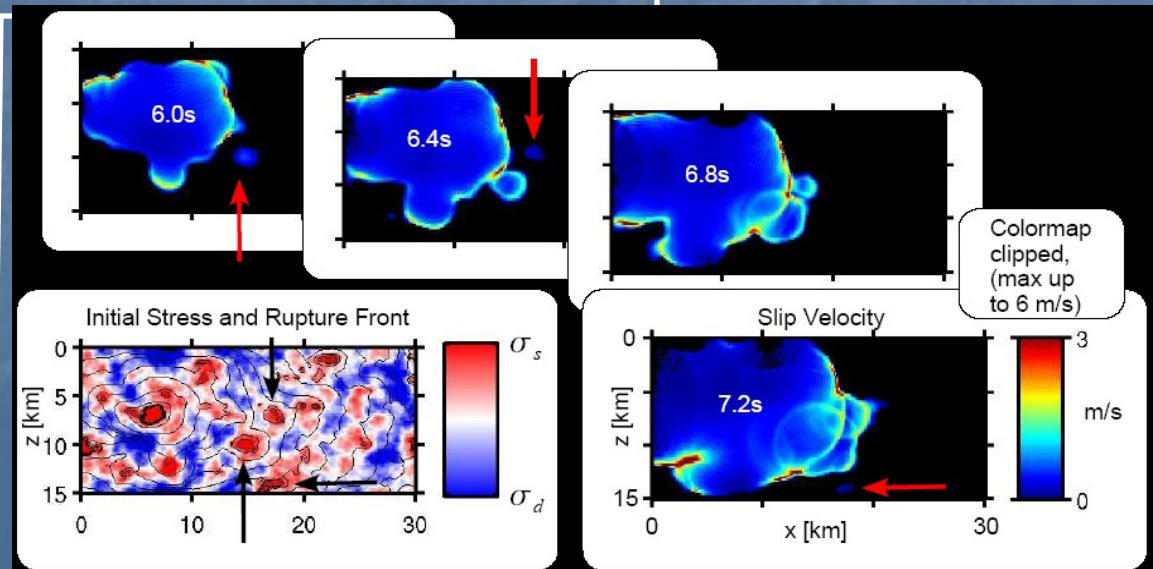 6.0s
6.4s
6.8s
Colormap
clipped,
(max up
to 6 m/s)
Initial Stress and Rupture Front
0
5
10
15
z [km]
0
10
20
30
σ s
σ d
Slip Velocity
7.2s
0
15
z [km]
0
30
x [km]
3
m/s
0